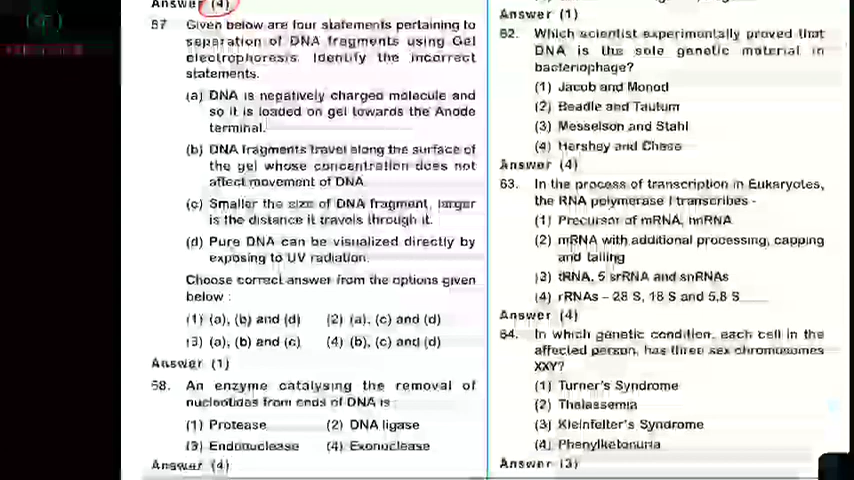 Answer (4)
57 Given below are four statements pertaining to
separation of DNA fragments using Gel
electrophoresis. Identify the incorrect
statements.
(a) DNA is negatively charged molecule and
so it is loaded on gel towards the Anode
terminal.
(b) DNA fragments travel along the surface of
the gel whose concentration does not
affect movement of DNA.
(c) Smaller the size of DNA fragment, larger
is the distance it travels through it.
(d) Pure DNA can be visualized directly by
exposing to UV radiation.
Choose correct answer from the options given
below :
(1) (a), (b) and (d) (2) (a), (c) and (d)
(3) (a), (b) and (c) (4) (b), (c) and (d)
Answer (1)
58. An enzyme catalysing the removal of
nucleotides from ends of DNA is :
(1) Protease (2) DNA ligase
(3) Endonuclease (4) Exonuclease
Answer (4)
Answer (1)
62. Which scientist experimentally proved that
DNA is the sole genetic material in
bacteriophage?
(1) Jacob and Monod
(2) Beadle and Tautum
(3) Messelson and Stahl
(4) Hershey and Chase
Answer (4)
63. In the process of transcription in Eukaryotes,
the RNA polymerase I transcribes -
(1) Precursor of mRNA, hnRNA
(2) mRNA with additional processing, capping
and tailing
(3) tRNA, 5 srRNA and snRNAs
(4) rRNAs – 28 S, 18 S and 5.8 S
Answer (4)
64. In which genetic condition, each cell in the
affected person, has three sex chromosomes
XXY?
(1) Turner's Syndrome
(2) Thalassemia
(3) Kleinfelter's Syndrome
(4) Phenylketonuria
Answer (3)